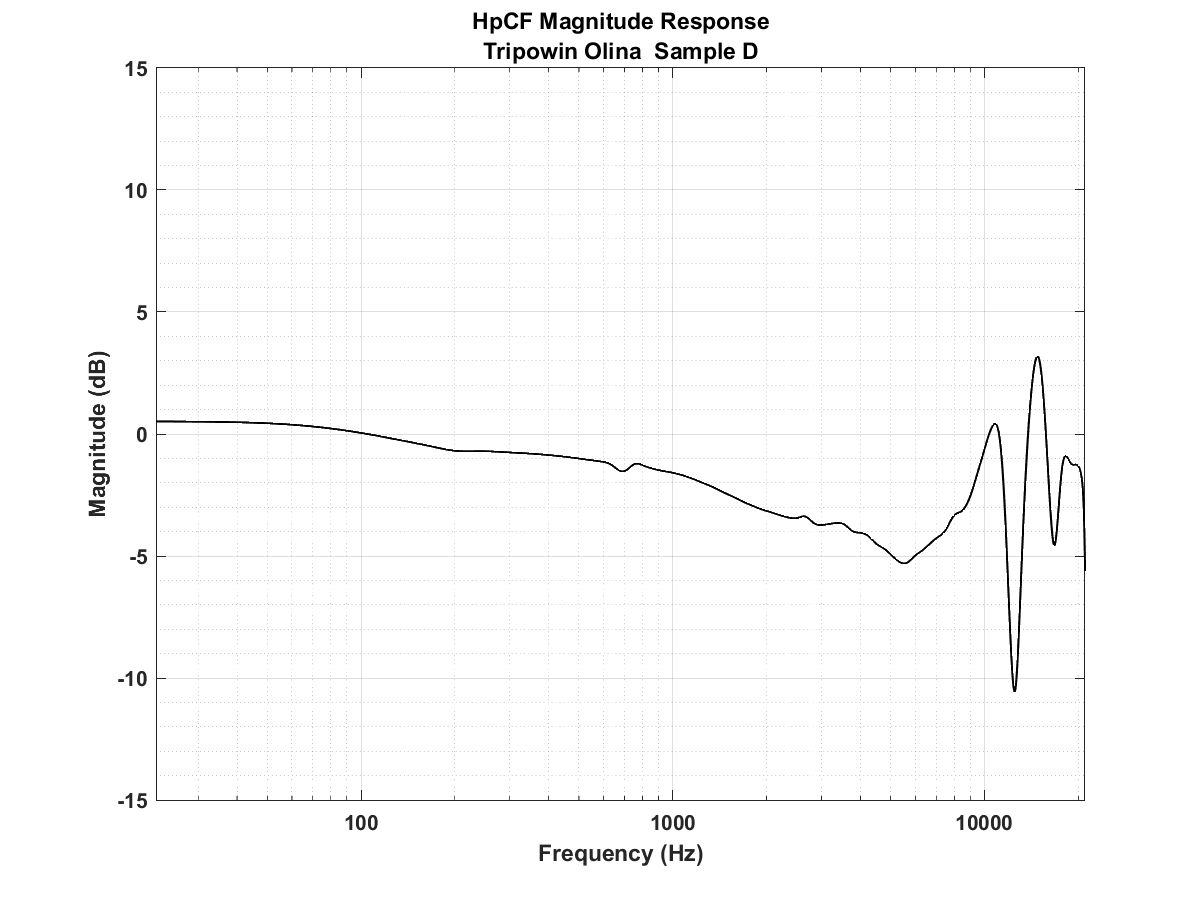 HpCF Magnitude Response
Tripowin Olina  Sample D
15
10
5
0
-5
-10
-15
Magnitude (dB)
100
1000
10000
Frequency (Hz)